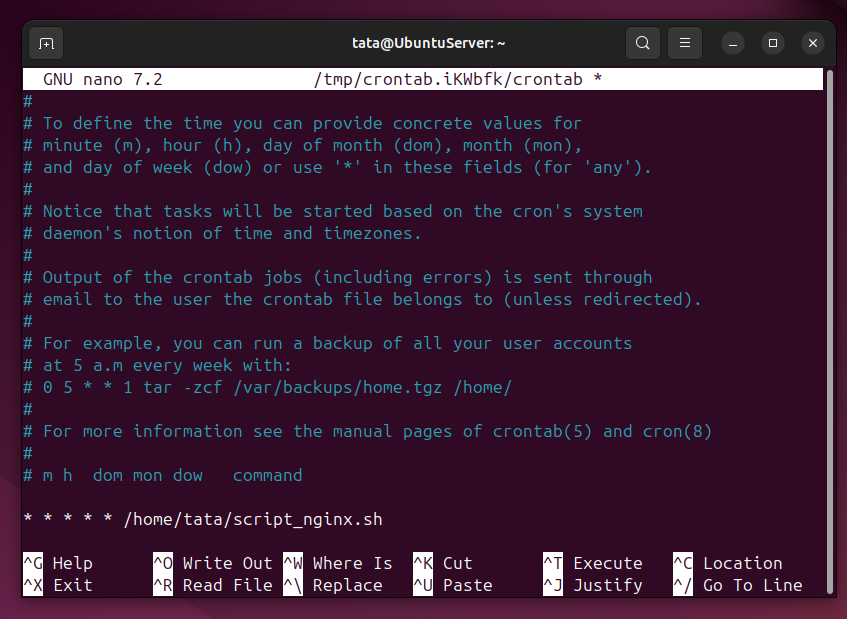 tata@UbuntuServer: ~
GNU nano 7.2 /tmp/crontab.iKWbfk/crontab *
#
# To define the time you can provide concrete values for
# minute (m), hour (h), day of month (dom), month (mon),
# and day of week (dow) or use '*' in these fields (for 'any').
#
# Notice that tasks will be started based on the cron's system
# daemon's notion of time and timezones.
#
# Output of the crontab jobs (including errors) is sent through
# email to the user the crontab file belongs to (unless redirected).
#
# For example, you can run a backup of all your user accounts
# at 5 a.m every week with:
# 0 5 * * 1 tar -zcf /var/backups/home.tgz /home/
#
# For more information see the manual pages of crontab(5) and cron(8)
#
# m h  dom mon dow   command
* * * * * /home/tata/script_nginx.sh
^G Help ^O Write Out ^W Where Is ^K Cut ^T Execute ^C Location
^X Exit ^R Read File ^\ Replace ^U Paste ^J Justify ^/ Go To Line